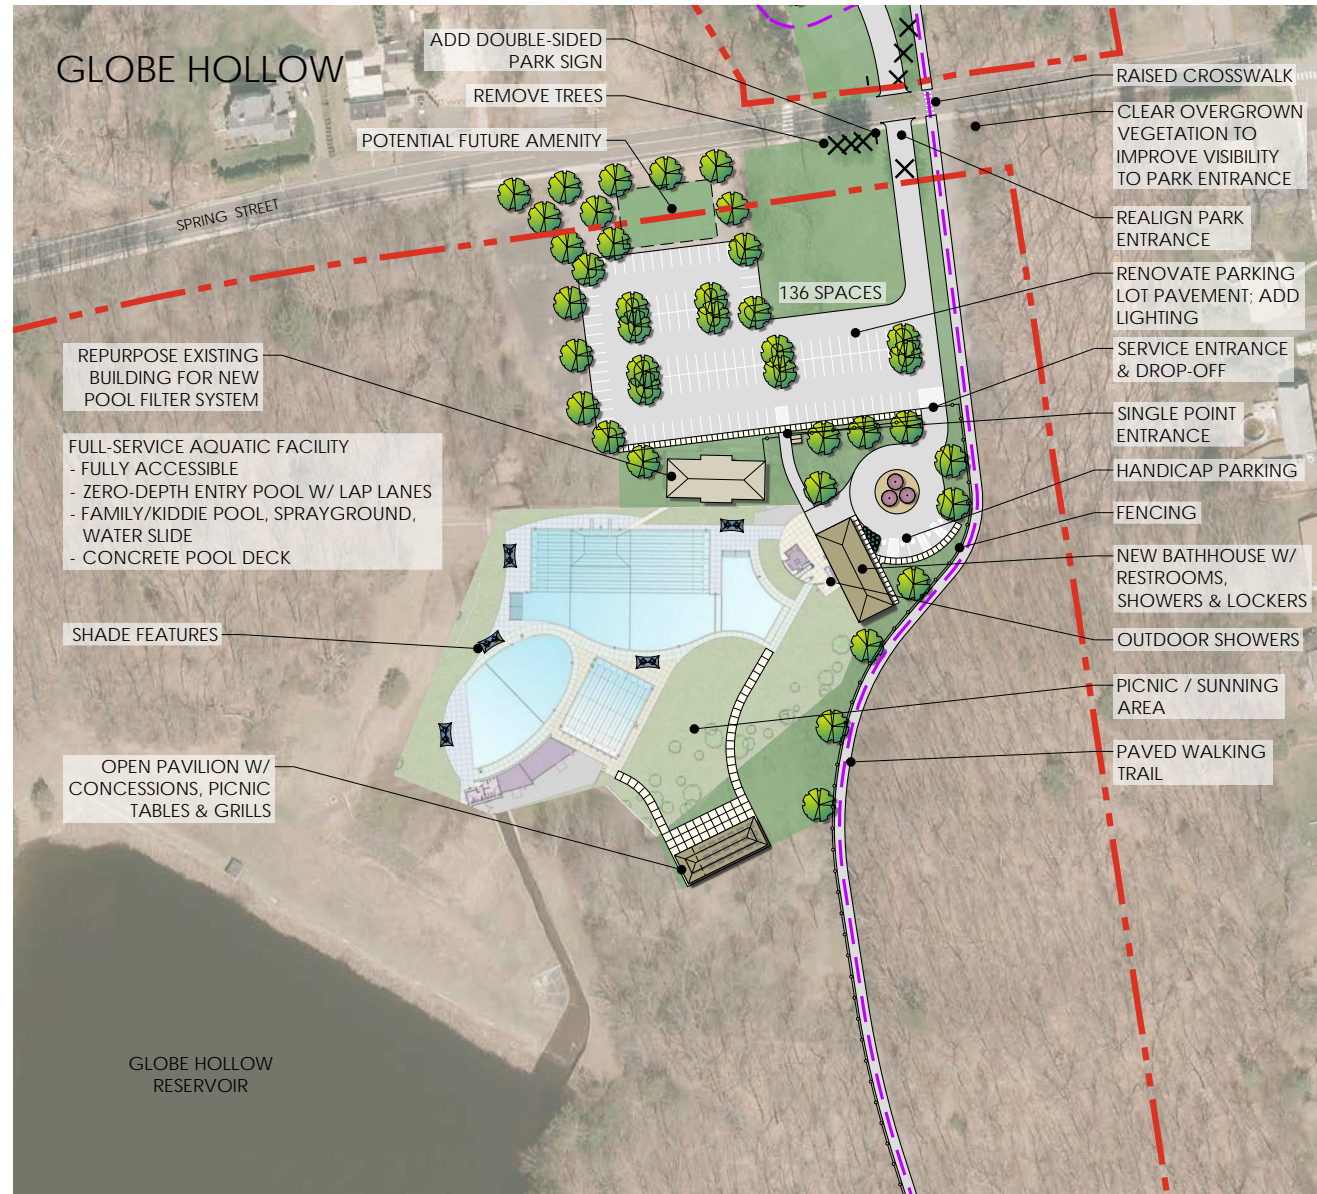 GLOBE HOLLOW
ADD DOUBLE-SIDED
PARK SIGN
REMOVE TREES
POTENTIAL FUTURE AMENITY
SPRING STREET
RAISED CROSSWALK
CLEAR OVERGROWN
VEGETATION TO
IMPROVE VISIBILITY
TO PARK ENTRANCE
REALIGN PARK
ENTRANCE
RENOVATE PARKING
LOT PAVEMENT; ADD
LIGHTING
136 SPACES
SERVICE ENTRANCE
& DROP-OFF
SINGLE POINT
ENTRANCE
HANDICAP PARKING
FENCING
NEW BATHHOUSE W/
RESTROOMS,
SHOWERS & LOCKERS
OUTDOOR SHOWERS
PICNIC / SUNNING
AREA
PAVED WALKING
TRAIL
REPURPOSE EXISTING
BUILDING FOR NEW
POOL FILTER SYSTEM
FULL-SERVICE AQUATIC FACILITY
- FULLY ACCESSIBLE
- ZERO-DEPTH ENTRY POOL W/ LAP LANES
- FAMILY/KIDDIE POOL, SPRAYGROUND,
WATER SLIDE
- CONCRETE POOL DECK
SHADE FEATURES
OPEN PAVILION W/
CONCESSIONS, PICNIC
TABLES & GRILLS
GLOBE HOLLOW
RESERVOIR